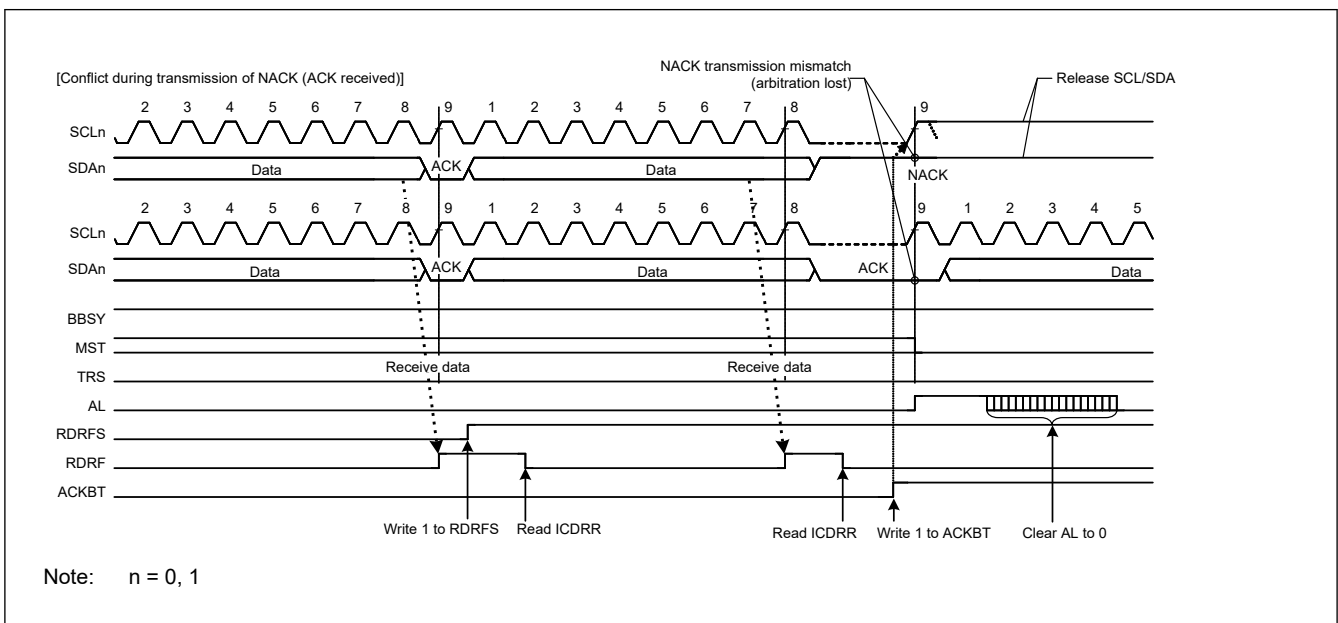 [Conflict during transmission of NACK (ACK received)]
NACK transmission mismatch
(arbitration lost)
Release SCL/SDA
2 3 4 5 6 7 8 9 1 2 3 4 5 6 7 8 9
SCLn
SDAn Data ACK Data NACK
2 3 4 5 6 7 8 9 1 2 3 4 5 6 7 8 9 1 2 3 4 5
SCLn
SDAn Data ACK Data ACK Data
BBSY
MST
Receive data Receive data
TRS
AL
RDRFS
RDRF
ACKBT
Write 1 to RDRFS Read ICDRR Read ICDRR Write 1 to ACKBT Clear AL to 0
Note: n = 0, 1